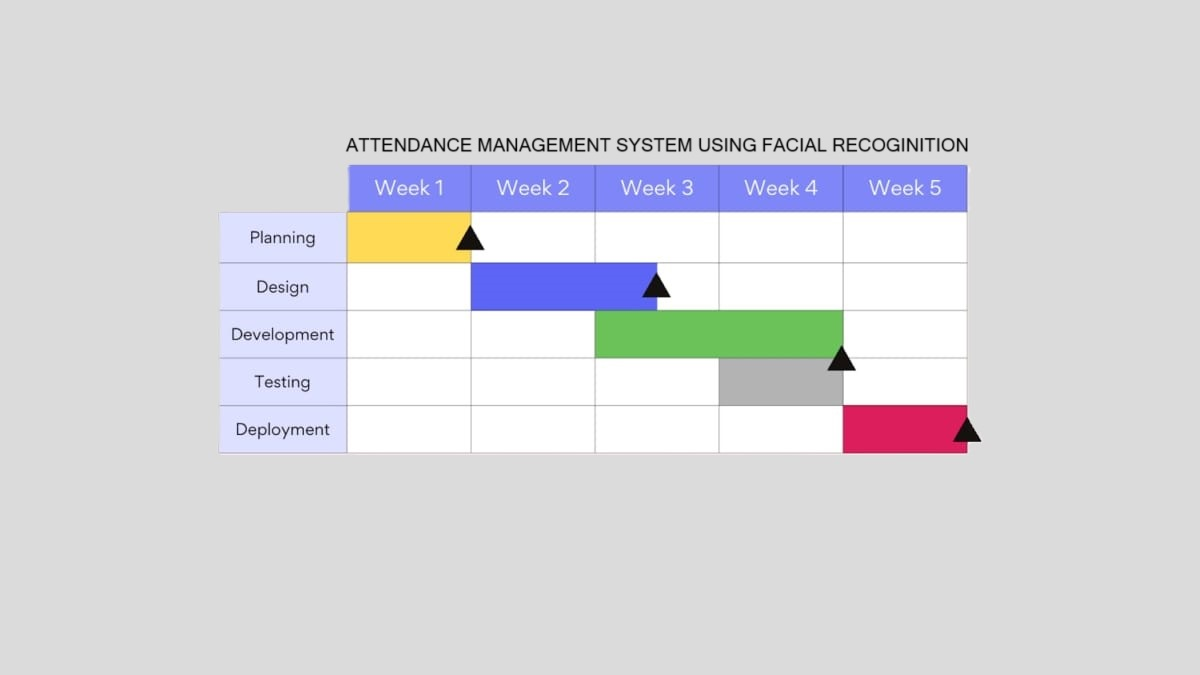 ATTENDANCE MANAGEMENT SYSTEM USING FACIAL RECOGINITION
Week 1 Week 2 Week 3 Week 4 Week 5
Planning
Design
Development
Testing
Deployment